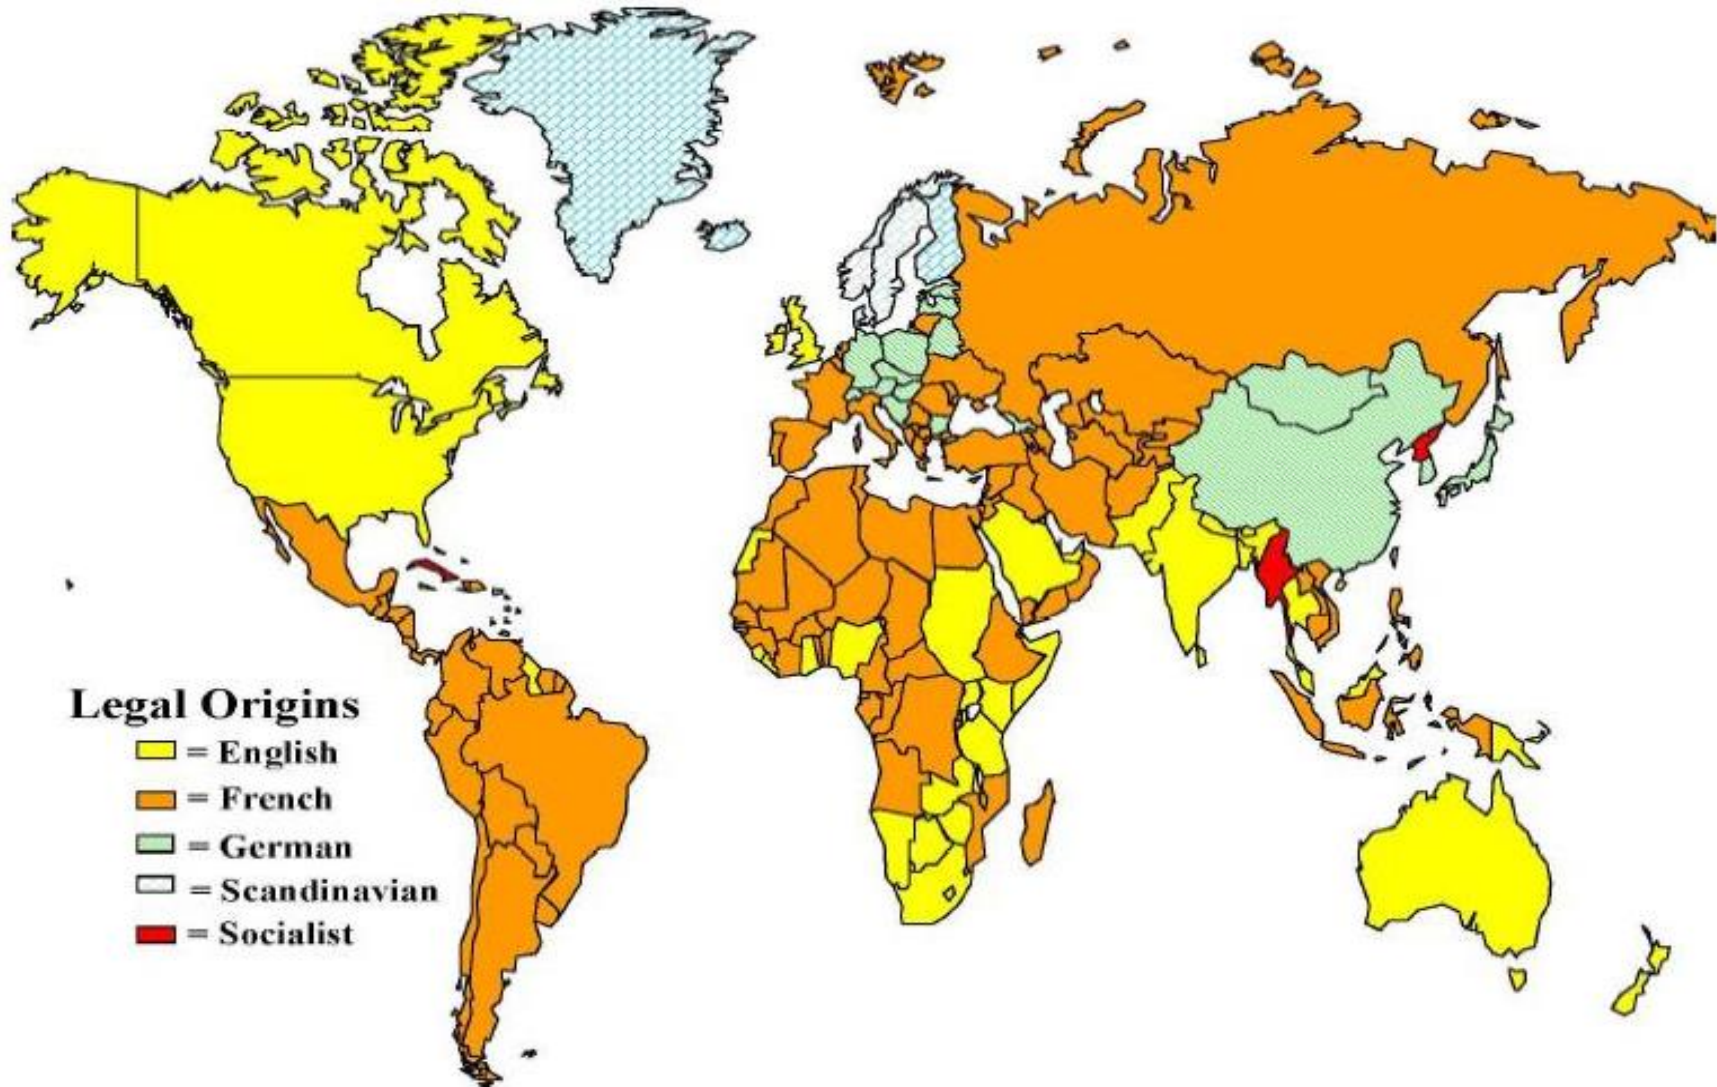 Legal Origins
= English
= French
= German
= Scandinavian
= Socialist